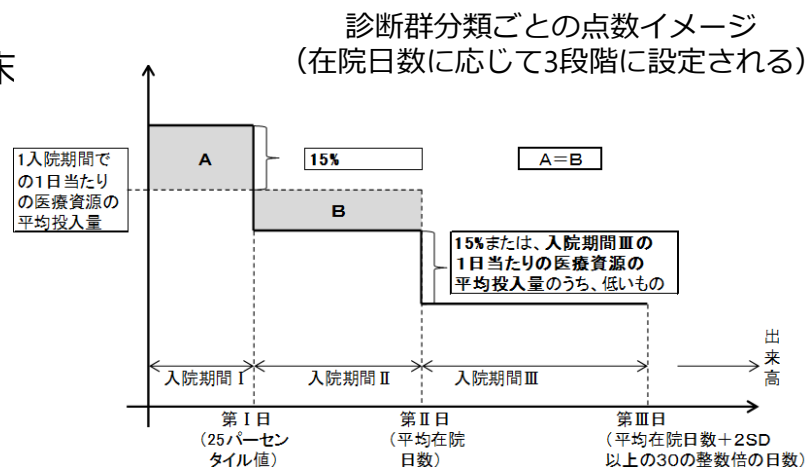 診断群分類ごとの点数イメージ
（在院日数に応じて3段階に設定される）
A
15%
A＝B
1入院期間で
の1日当たり
の医療資源の
平均投入量
B
15%または、入院期間Ⅲの
1日当たりの医療資源の
平均投入量のうち、低いもの
出
来
高
入院期間Ⅰ
入院期間Ⅱ
入院期間Ⅲ
第Ⅰ日
（25パーセン
タイル値）
第Ⅱ日
（平均在院
日数）
第Ⅲ日
（平均在院日数＋2SD
以上の30の整数倍の日数）